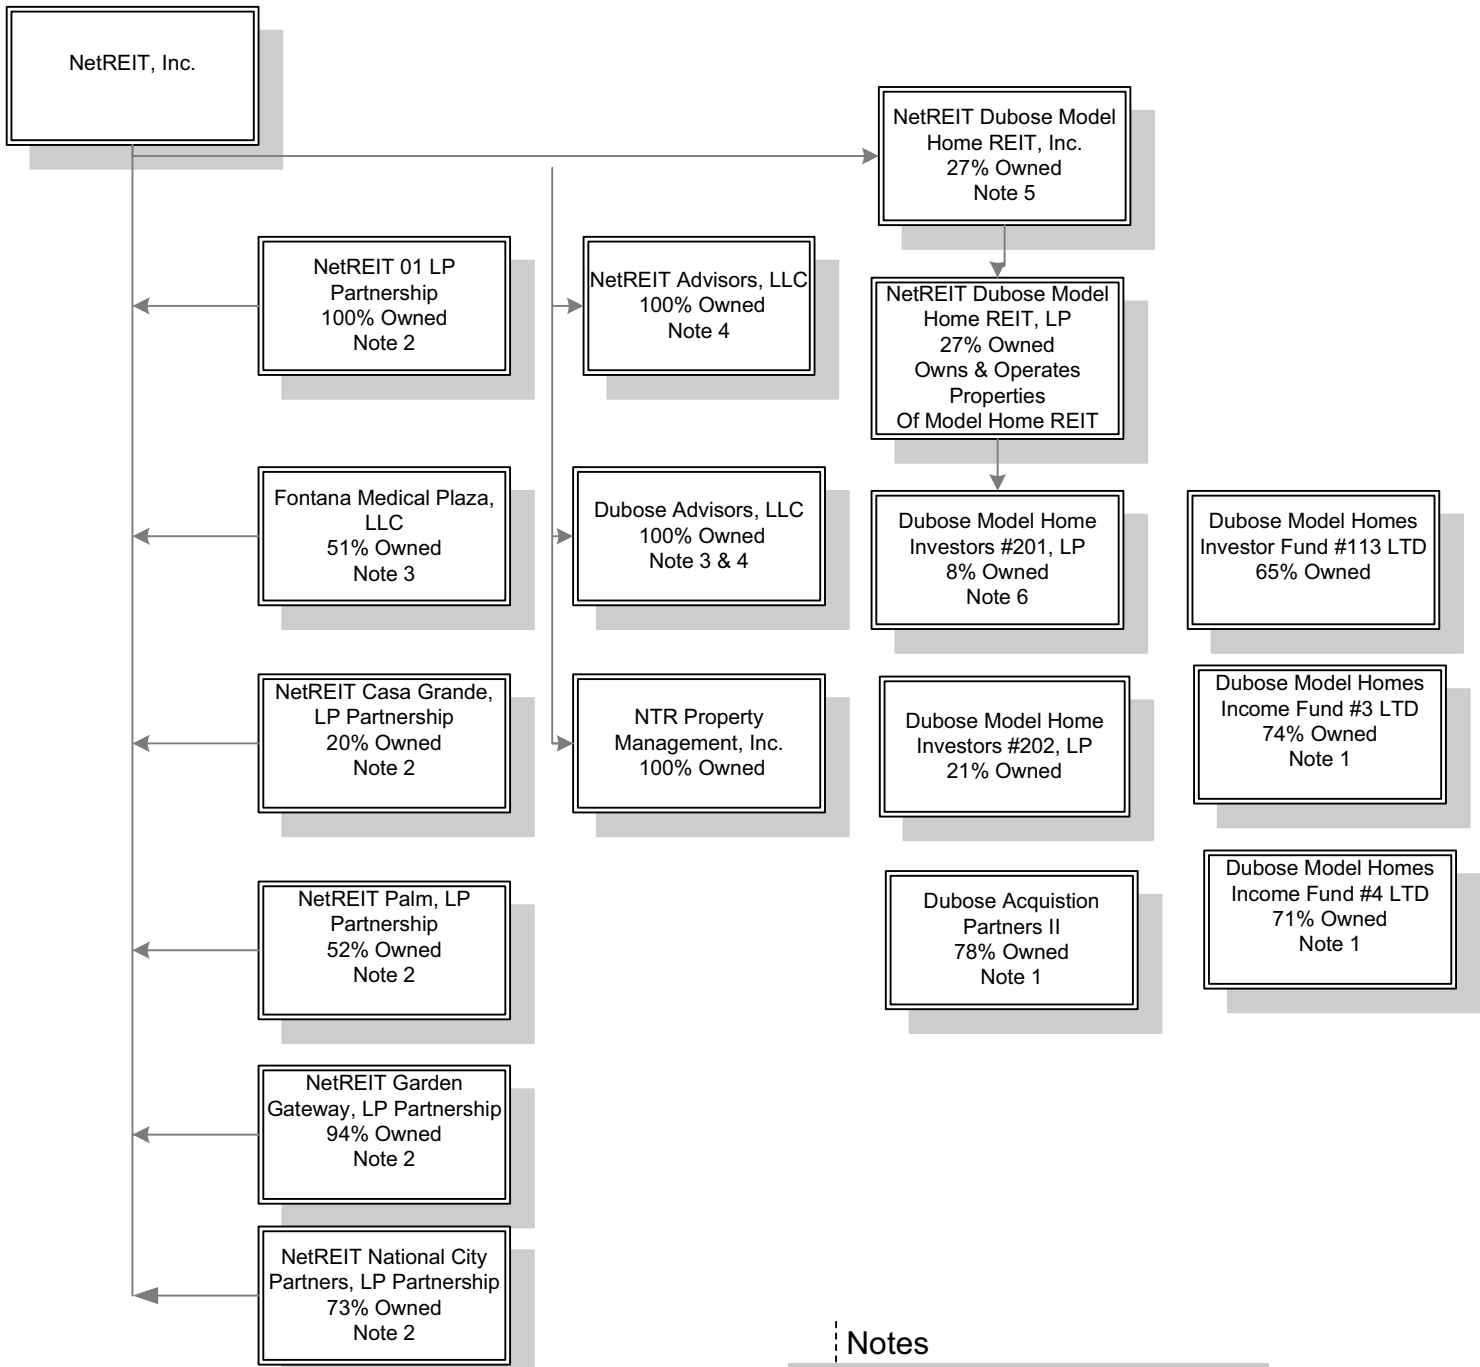 NetREIT, Inc.
NetREIT Dubose Model
Home REIT, Inc.
27% Owned
Note 5
NetREIT 01 LP
Partnership
100% Owned
Note 2
NetREIT Advisors, LLC
100% Owned
Note 4
NetREIT Dubose Model
Home REIT, LP
27% Owned
Owns & Operates
Properties
Of Model Home REIT
Fontana Medical Plaza,
LLC
51% Owned
Note 3
Dubose Advisors, LLC
100% Owned
Note 3 & 4
Dubose Model Home
Investors #201, LP
8% Owned
Note 6
Dubose Model Homes
Investor Fund #113 LTD
65% Owned
NetREIT Casa Grande,
LP Partnership
20% Owned
Note 2
NTR Property
Management, Inc.
100% Owned
Dubose Model Home
Investors #202, LP
21% Owned
Dubose Model Homes
Income Fund #3 LTD
74% Owned
Note 1
NetREIT Palm, LP
Partnership
52% Owned
Note 2
Dubose Acquistion
Partners II
78% Owned
Note 1
Dubose Model Homes
Income Fund #4 LTD
71% Owned
Note 1
NetREIT Garden
Gateway, LP Partnership
94% Owned
Note 2
NetREIT National City
Partners, LP Partnership
73% Owned
Note 2
Notes